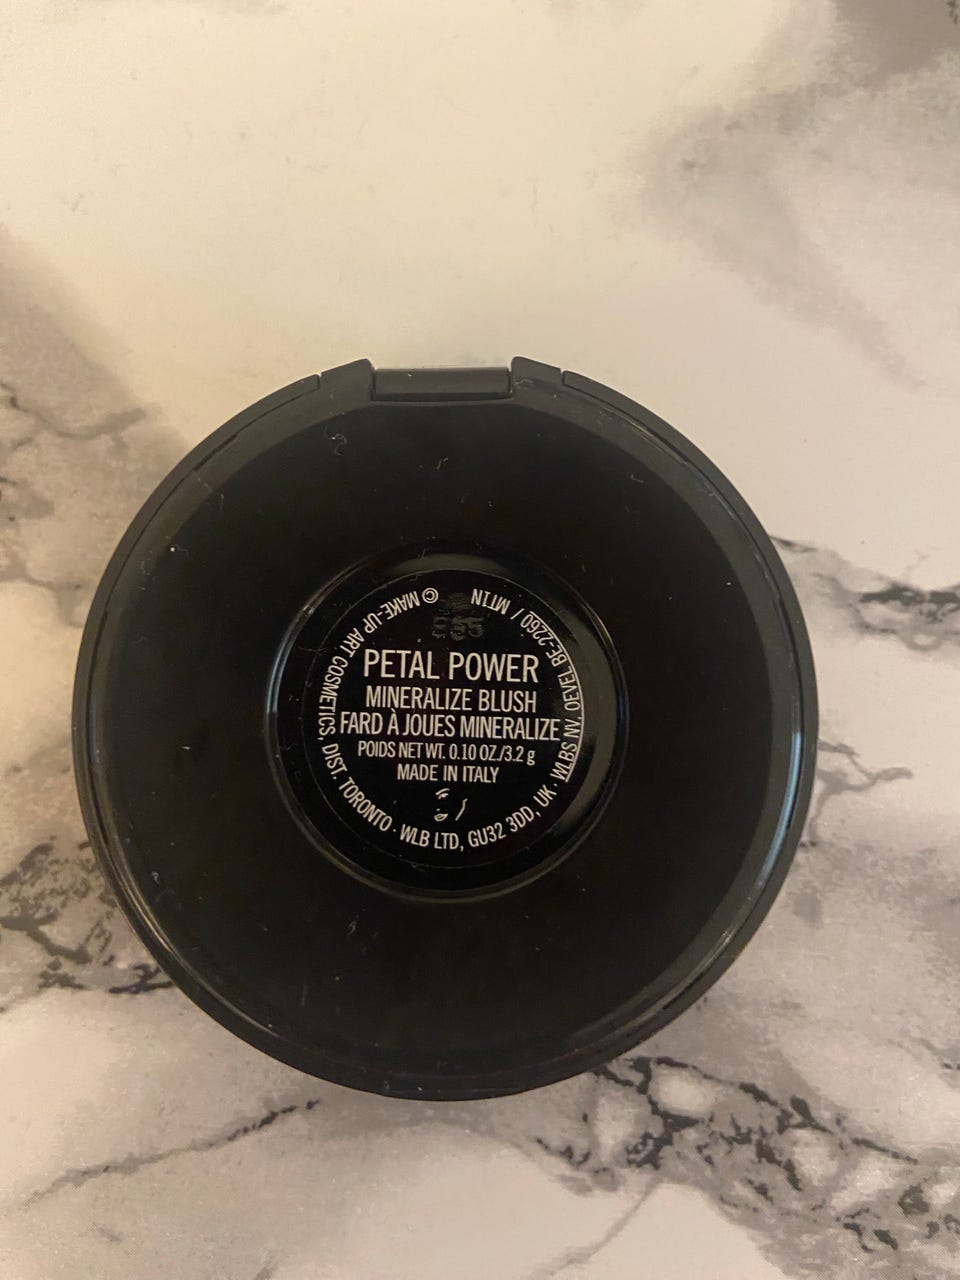 PETAL POWER
MINERALIZE BLUSH
FARD À JOUES MINERALIZE
POIDS NET WT. 0.10 OZ./3.2 g
MADE IN ITALY
© MAKE-UP ART COSMETICS, DIST. TORONTO · WLB LTD, GU32 3DD, UK · WLBS NV, OEVEL BE-2260 / MTIN